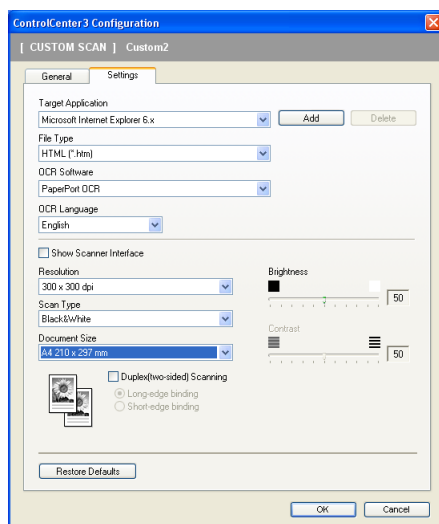 ControlCenter3 Configuration
[ CUSTOM SCAN ] Custom2
General Settings
Target Application
Microsoft Internet Explorer 6.x Add Delete
File Type
HTML (*.htm)
OCR Software
PaperPort OCR
OCR Language
English
Show Scanner Interface
Resolution Brightness
300 x 300 dpi 50
Scan Type
Black&White Contrast
Document Size
A4 210 x 297 mm 50
Duplex(two-sided) Scanning
Long-edge binding
Short-edge binding
Restore Defaults
OK Cancel